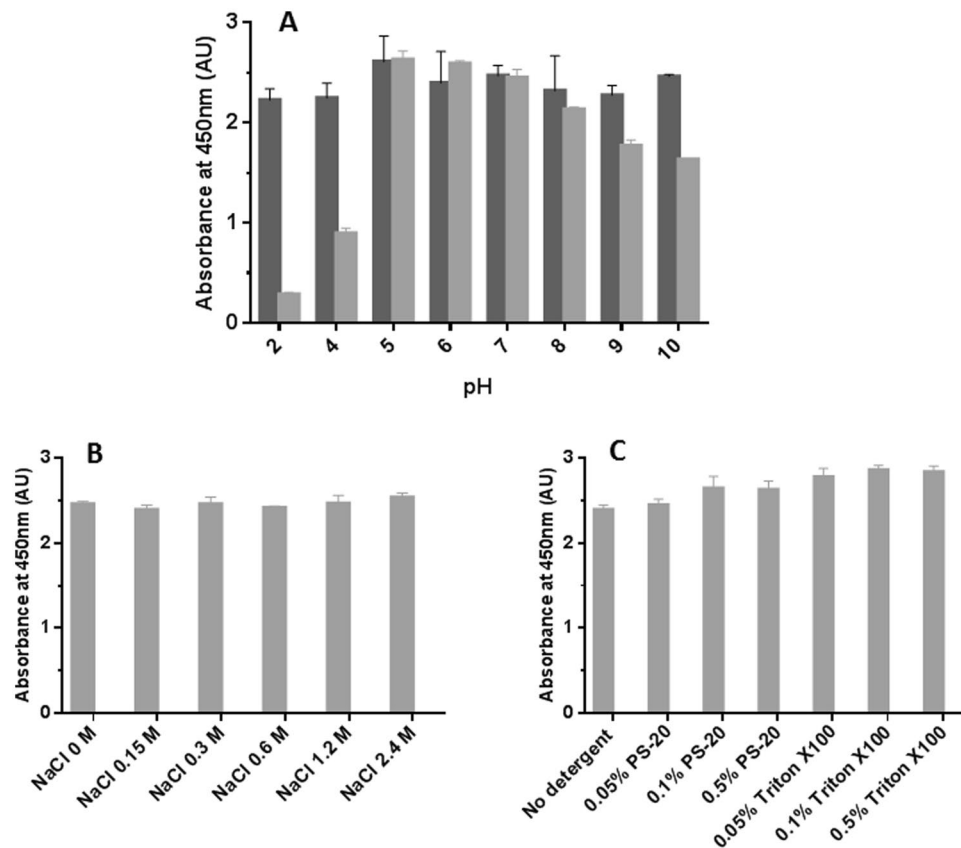 A
Absorbance at 450nm (AU)
3
2
1
0
2
4
5
6
7
8
9
10
pH
B
Absorbance at 450nm (AU)
3
2
1
0
NaCl 0 M
NaCl 0.15 M
NaCl 0.3 M
NaCl 0.6 M
NaCl 1.2 M
NaCl 2.4 M
C
Absorbance at 450nm (AU)
3
2
1
0
No detergent
0.05% PS-20
0.1% PS-20
0.5% PS-20
0.05% Triton X100
0.1% Triton X100
0.5% Triton X100